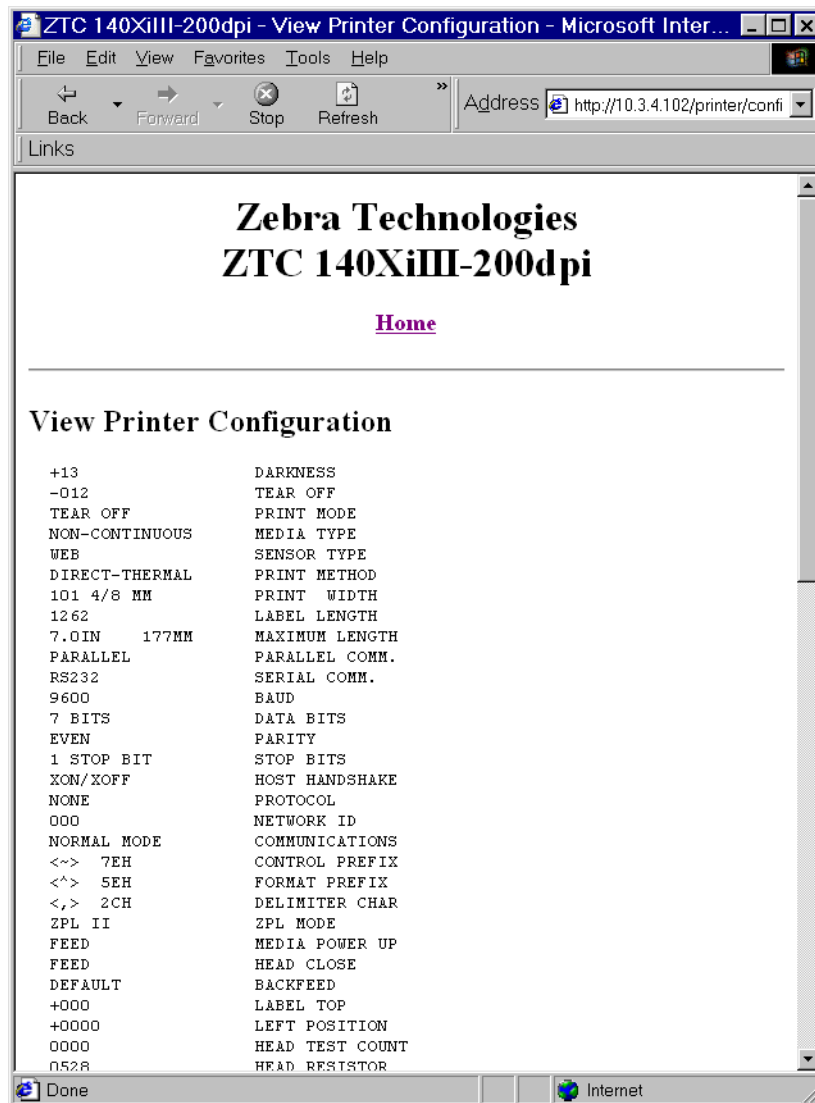 ZTC 140XiIII-200dpi - View Printer Configuration - Microsoft Inter...
File Edit View Favorites Tools Help
Back Forward Stop Refresh » Address http://10.3.4.102/printer/confi
Links
Zebra Technologies
ZTC 140XiIII-200dpi
Home
View Printer Configuration
+13 DARKNESS
-012 TEAR OFF
TEAR OFF PRINT MODE
NON-CONTINUOUS MEDIA TYPE
WEB SENSOR TYPE
DIRECT-THERMAL PRINT METHOD
101 4/8 MM PRINT WIDTH
1262 LABEL LENGTH
7.0IN 177MM MAXIMUM LENGTH
PARALLEL PARALLEL COMM.
RS232 SERIAL COMM.
9600 BAUD
7 BITS DATA BITS
EVEN PARITY
1 STOP BIT STOP BITS
XON/XOFF HOST HANDSHAKE
NONE PROTOCOL
000 NETWORK ID
NORMAL MODE COMMUNICATIONS
<~> 7EH CONTROL PREFIX
<^> 5EH FORMAT PREFIX
<,> 2CH DELIMITER CHAR
ZPL II ZPL MODE
FEED MEDIA POWER UP
FEED HEAD CLOSE
DEFAULT BACKFEED
+000 LABEL TOP
+0000 LEFT POSITION
0000 HEAD TEST COUNT
0528 HEAD RESISTOR
Done Internet